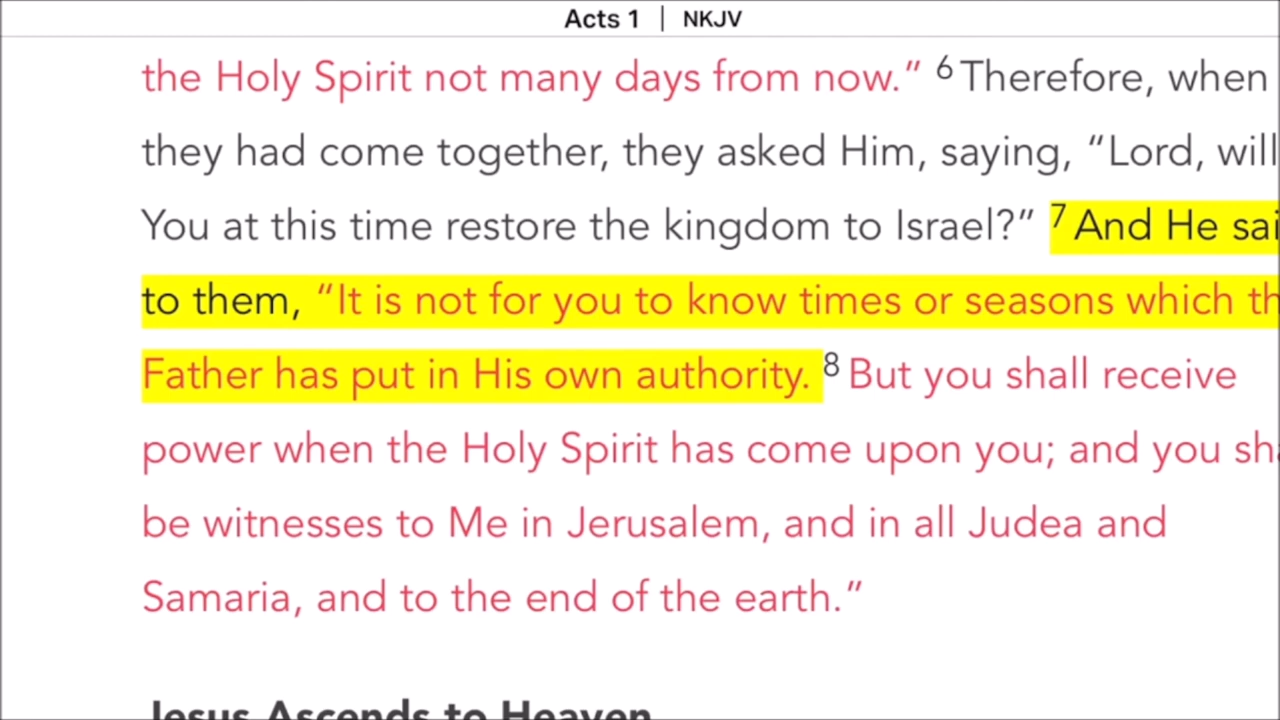 Acts 1 | NKJV
the Holy Spirit not many days from now.” 6 Therefore, when
they had come together, they asked Him, saying, “Lord, will
You at this time restore the kingdom to Israel?” 7 And He
to them, “It is not for you to know times or seasons which
Father has put in His own authority. 8 But you shall receive
power when the Holy Spirit has come upon you; and you
be witnesses to Me in Jerusalem, and in all Judea and
Samaria, and to the end of the earth.”
Jesus Ascends to Heaven